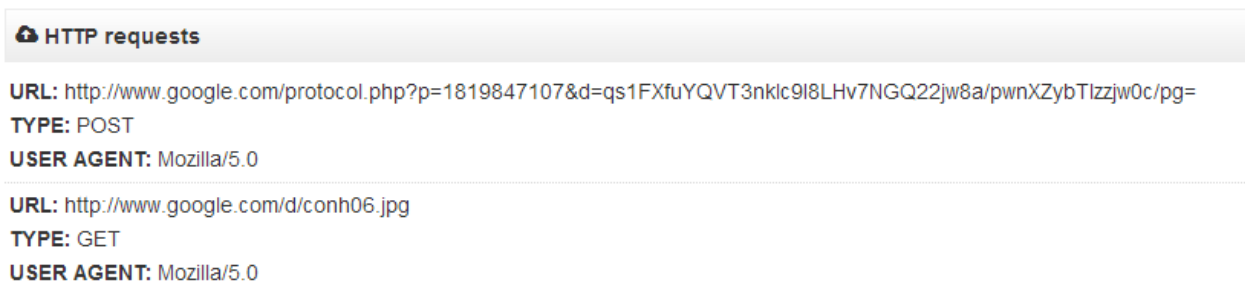 HTTP requests
URL: http://www.google.com/protocol.php?p=1819847107&d=qs1FXfuYQVT3nklc9l8LHv7NGQ22jw8a/pwnXZybTlzzjw0c/pg=
TYPE: POST
USER AGENT: Mozilla/5.0
URL: http://www.google.com/d/conh06.jpg
TYPE: GET
USER AGENT: Mozilla/5.0